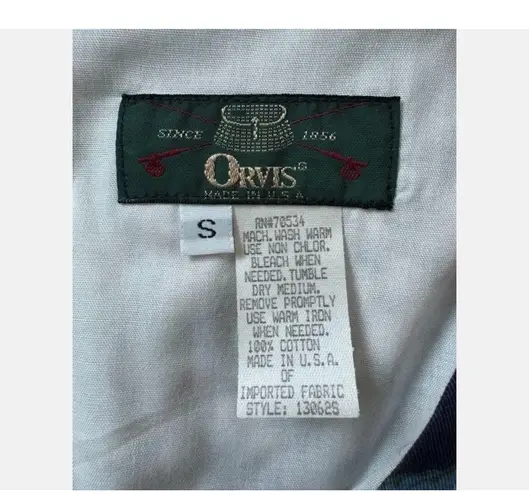 SINCE 1856
ORVIS®
MADE IN U.S.A.
S
RN#70534
MACH. WASH WARM
USE NON CHLOR.
BLEACH WHEN
NEEDED. TUMBLE
DRY MEDIUM.
REMOVE PROMPTLY
USE WARM IRON
WHEN NEEDED.
100% COTTON
MADE IN U.S.A.
OF
IMPORTED FABRIC
STYLE: 13062S